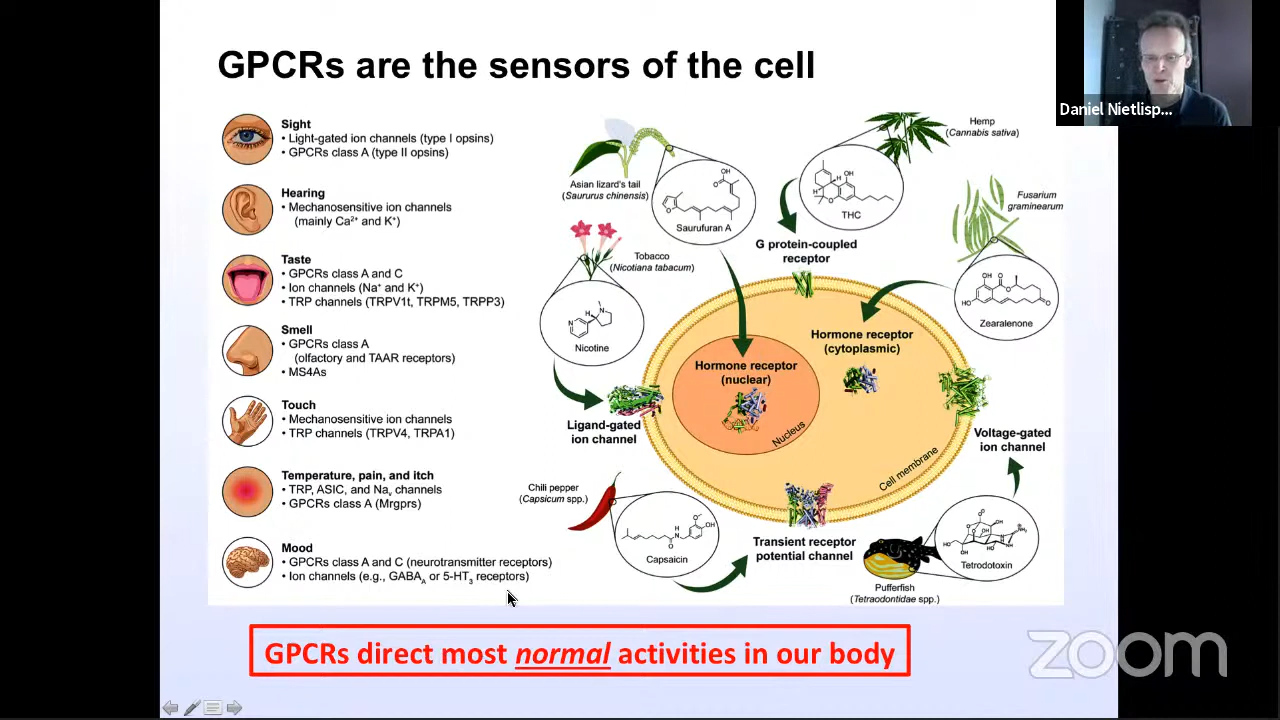 GPCRs are the sensors of the cell
Daniel Nietlisp...
Sight
• Light-gated ion channels (type I opsins)
• GPCRs class A (type II opsins)
Hearing
• Mechanosensitive ion channels
(mainly Ca²⁺ and K⁺)
Taste
• GPCRs class A and C
• Ion channels (Na⁺ and K⁺)
• TRP channels (TRPV1t, TRPM5, TRPP3)
Smell
• GPCRs class A
(olfactory and TAAR receptors)
• MS4As
Touch
• Mechanosensitive ion channels
• TRP channels (TRPV4, TRPA1)
Temperature, pain, and itch
• TRP, ASIC, and Naᵥ channels
• GPCRs class A (Mrgprs)
Mood
• GPCRs class A and C (neurotransmitter receptors)
• Ion channels (e.g., GABA_A or 5-HT₃ receptors)
Asian lizard's tail
(Saururus chinensis)
OH
O
O
Saurufuran A
Hemp
(Cannabis sativa)
H
OH
H
O
THC
Fusarium
graminearum
OH
O
O
HO
O
Zearalenone
Tobacco
(Nicotiana tabacum)
N
H
N
Nicotine
G protein-coupled
receptor
Hormone receptor
(cytoplasmic)
Hormone receptor
(nuclear)
Nucleus
Cell membrane
Ligand-gated
ion channel
Voltage-gated
ion channel
Chili pepper
(Capsicum spp.)
O
OH
H
N
O
Capsaicin
Transient receptor
potential channel
Tetrodotoxin
Pufferfish
(Tetraodontidae spp.)
GPCRs direct most normal activities in our body
zoom